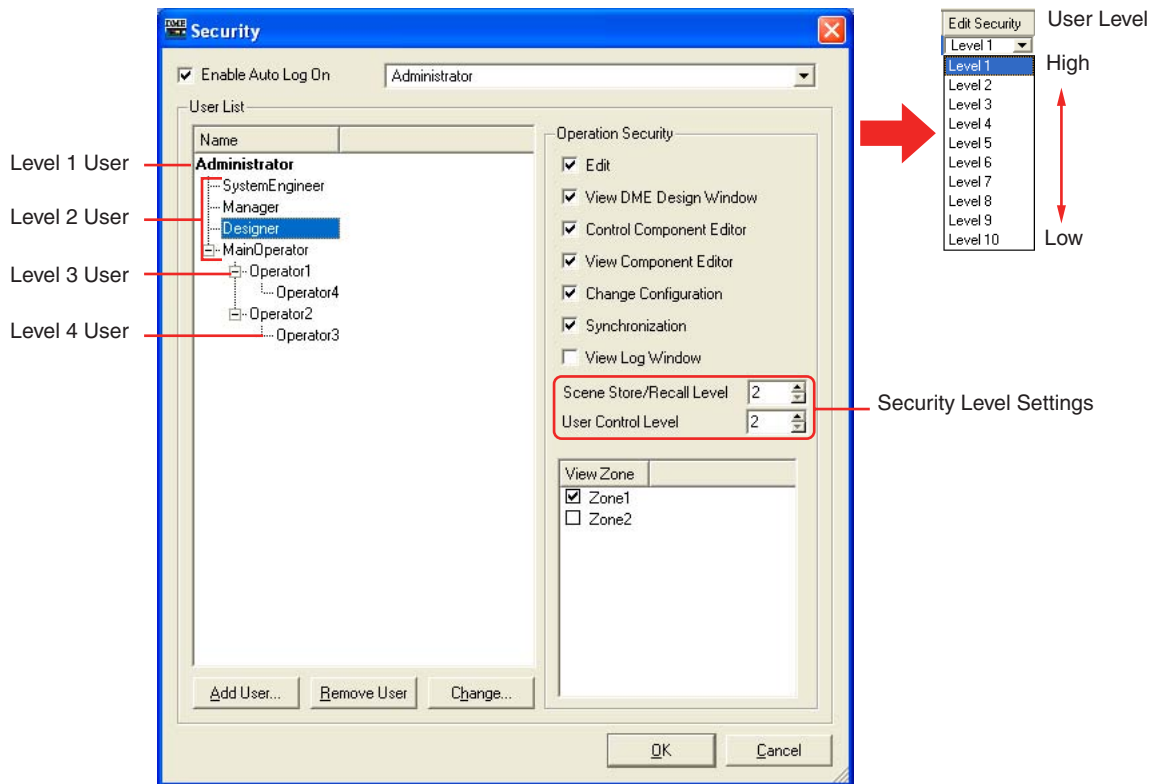 DME
Security
Enable Auto Log On
Administrator
User List
Name
Administrator
SystemEngineer
Manager
Designer
MainOperator
Operator1
Operator4
Operator2
Operator3
Level 1 User
Level 2 User
Level 3 User
Level 4 User
Add User...
Remove User
Change...
Operation Security
Edit
View DME Design Window
Control Component Editor
View Component Editor
Change Configuration
Synchronization
View Log Window
Scene Store/Recall Level 2
User Control Level 2
Security Level Settings
View Zone
Zone1
Zone2
OK
Cancel
Edit Security
User Level
Level 1
Level 1
High
Level 2
Level 3
Level 4
Level 5
Level 6
Level 7
Level 8
Level 9
Level 10
Low